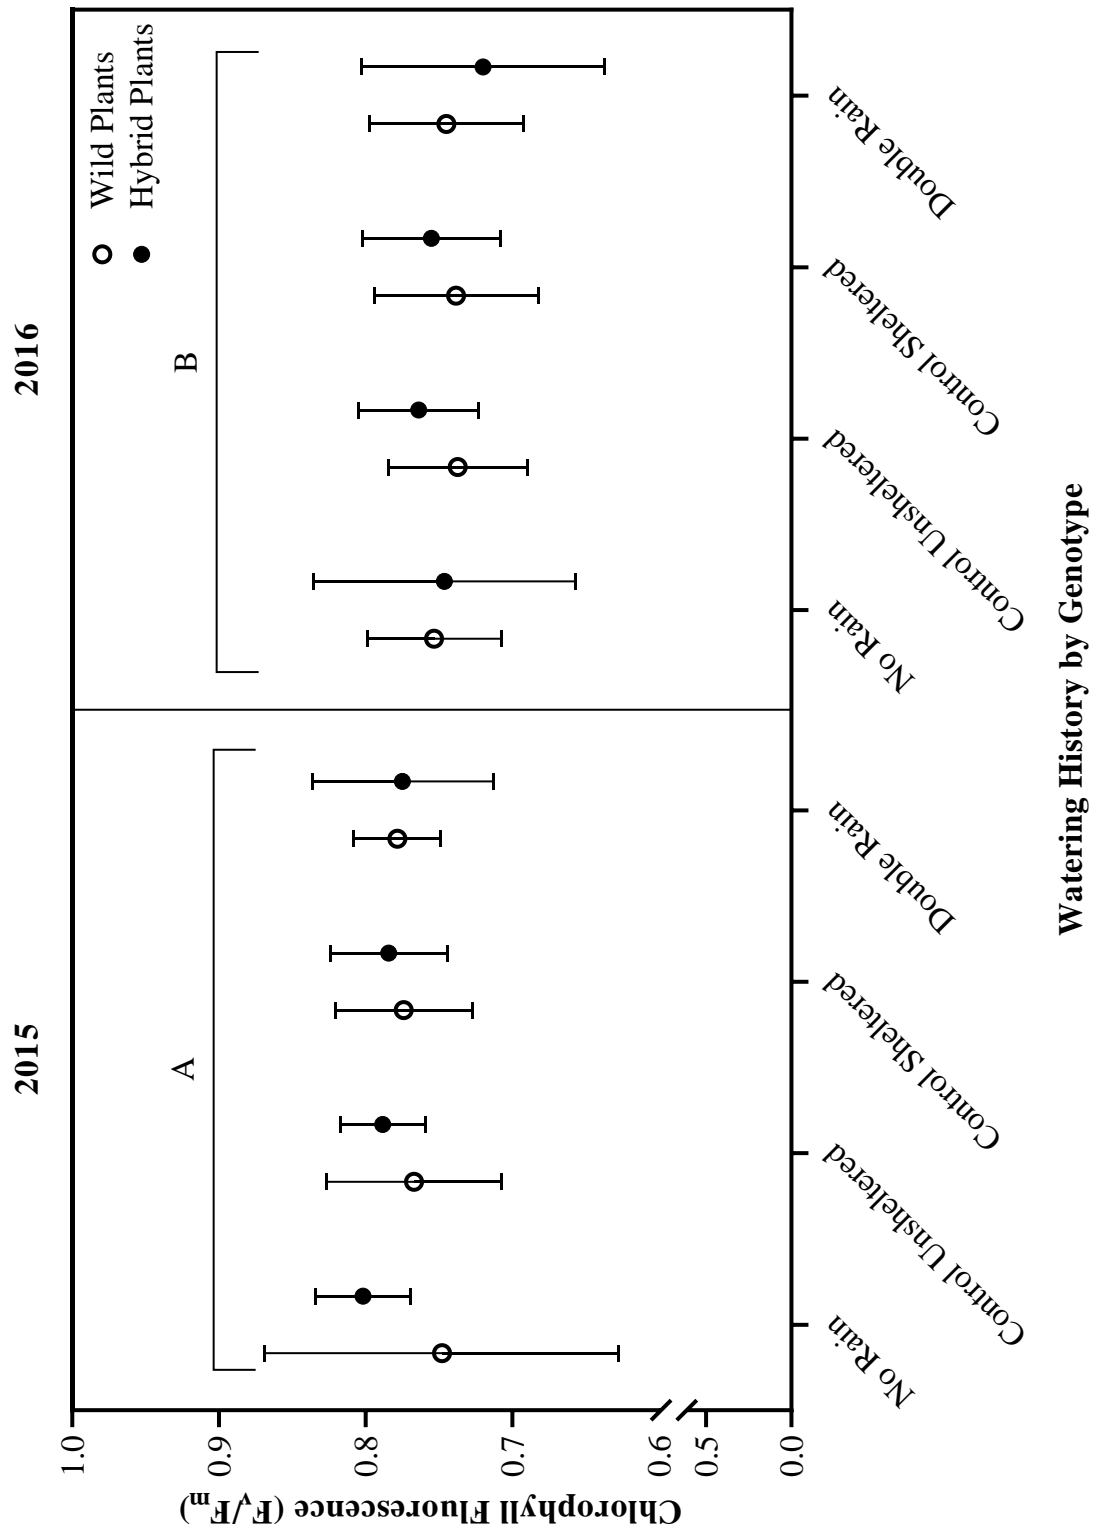 2015
2016
Wild Plants
Hybrid Plants
A
B
Chlorophyll Fluorescence (Fv/Fm)
1.0
0.9
0.8
0.7
0.6
0.5
0.0
No Rain
Control Unsheltered
Control Sheltered
Double Rain
No Rain
Control Unsheltered
Control Sheltered
Double Rain
Watering History by Genotype